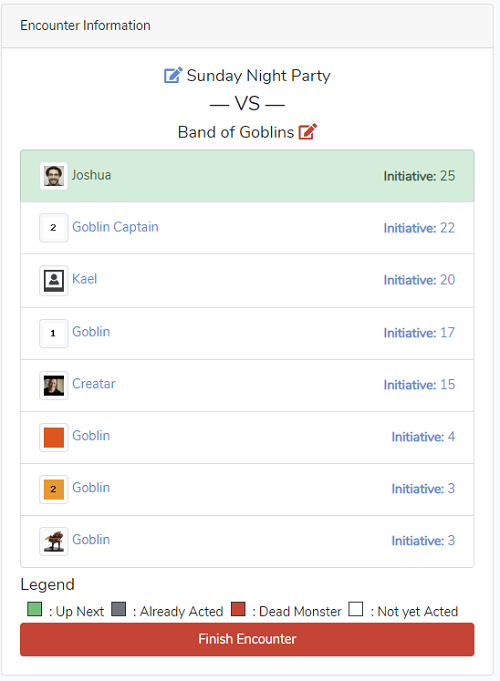 Encounter Information
Sunday Night Party
— VS —
Band of Goblins
Joshua Initiative: 25
2 Goblin Captain Initiative: 22
Kael Initiative: 20
1 Goblin Initiative: 17
Creatar Initiative: 15
Goblin Initiative: 4
2 Goblin Initiative: 3
Goblin Initiative: 3
Legend
: Up Next : Already Acted : Dead Monster : Not yet Acted
Finish Encounter